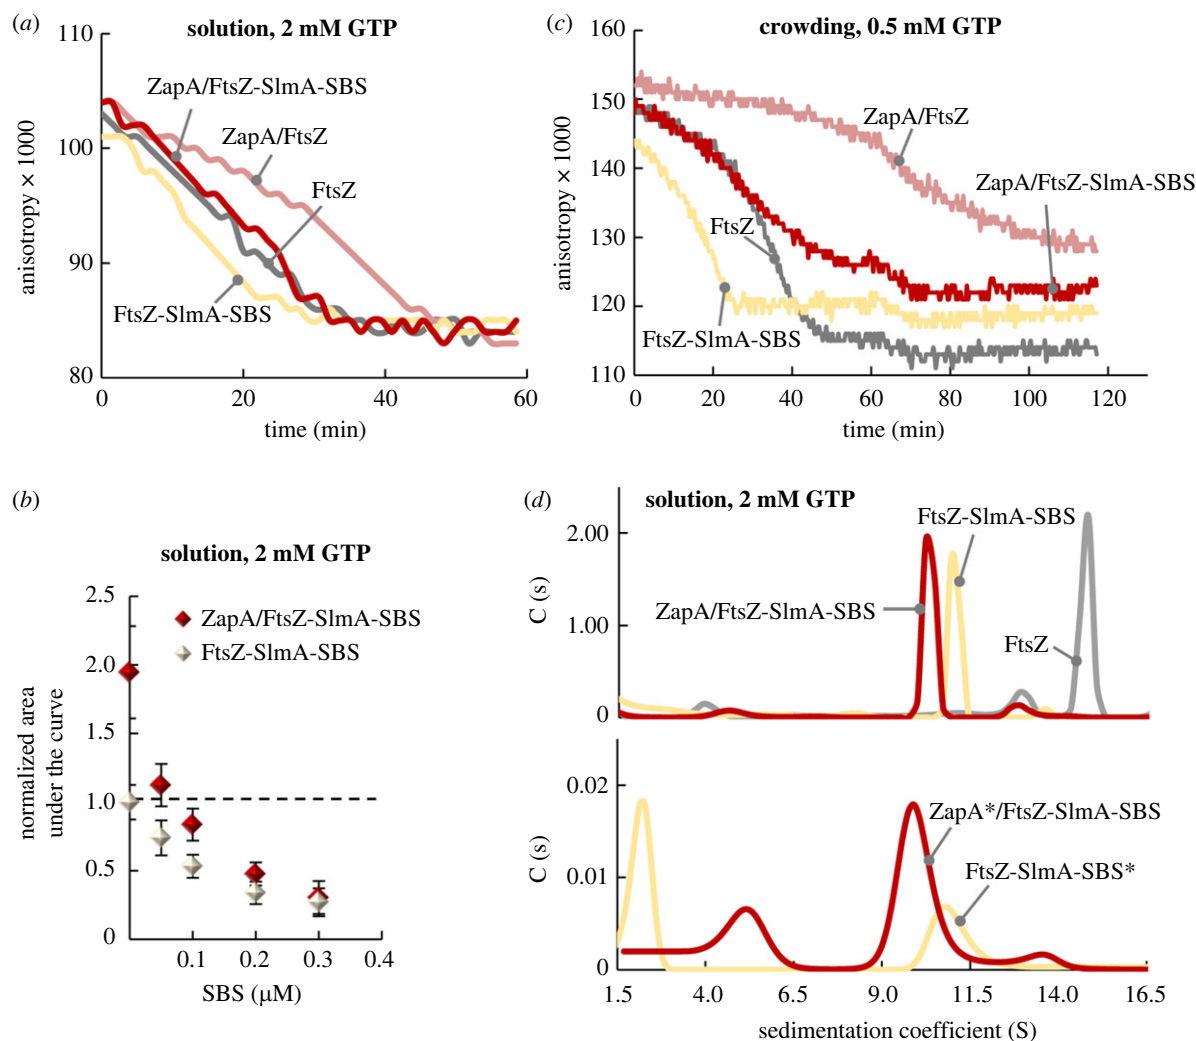 (a)
solution, 2 mM GTP
110
100
90
80
anisotropy × 1000
ZapA/FtsZ-SlmA-SBS
ZapA/FtsZ
FtsZ
FtsZ-SlmA-SBS
0 20 40 60
time (min)
(c)
crowding, 0.5 mM GTP
160
150
140
130
120
110
anisotropy × 1000
ZapA/FtsZ
ZapA/FtsZ-SlmA-SBS
FtsZ
FtsZ-SlmA-SBS
0 20 40 60 80 100 120
time (min)
(b)
solution, 2 mM GTP
2.5
2.0
1.5
1.0
0.5
0
normalized area
under the curve
ZapA/FtsZ-SlmA-SBS
FtsZ-SlmA-SBS
0.1 0.2 0.3 0.4
SBS (μM)
(d)
solution, 2 mM GTP
2.00
1.00
0
C (s)
FtsZ-SlmA-SBS
ZapA/FtsZ-SlmA-SBS
FtsZ
0.02
0.01
0
C (s)
ZapA*/FtsZ-SlmA-SBS
FtsZ-SlmA-SBS*
1.5 4.0 6.5 9.0 11.5 14.0 16.5
sedimentation coefficient (S)